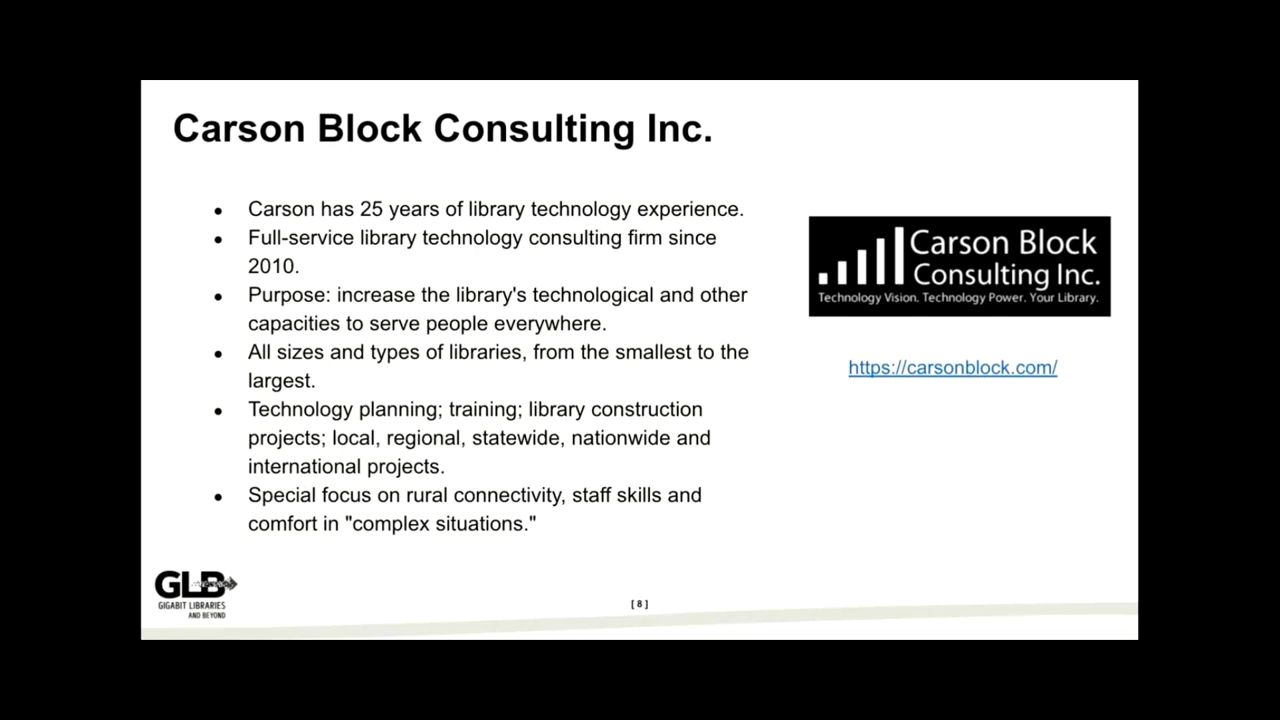 Carson Block Consulting Inc.
● Carson has 25 years of library technology experience.
● Full-service library technology consulting firm since
2010.
● Purpose: increase the library's technological and other
capacities to serve people everywhere.
● All sizes and types of libraries, from the smallest to the
largest.
● Technology planning; training; library construction
projects; local, regional, statewide, nationwide and
international projects.
● Special focus on rural connectivity, staff skills and
comfort in "complex situations."
Carson Block
Consulting Inc.
Technology Vision. Technology Power. Your Library.
https://carsonblock.com/
GLB
GIGABIT LIBRARIES
AND BEYOND
[ 8 ]